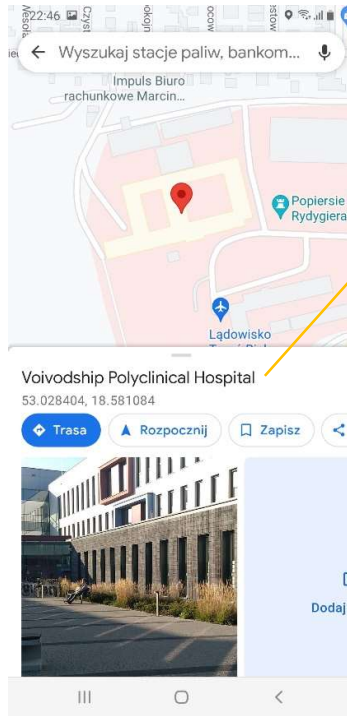 22:46
Wyszukaj stacje paliw, bankom...
Impuls Biuro
rachunkowe Marcin...
Popiersie
Rydygiera
Lądowisko
Voivodship Polyclinical Hospital
53.028404, 18.581084
Trasa
Rozpocznij
Zapisz
Dodaj